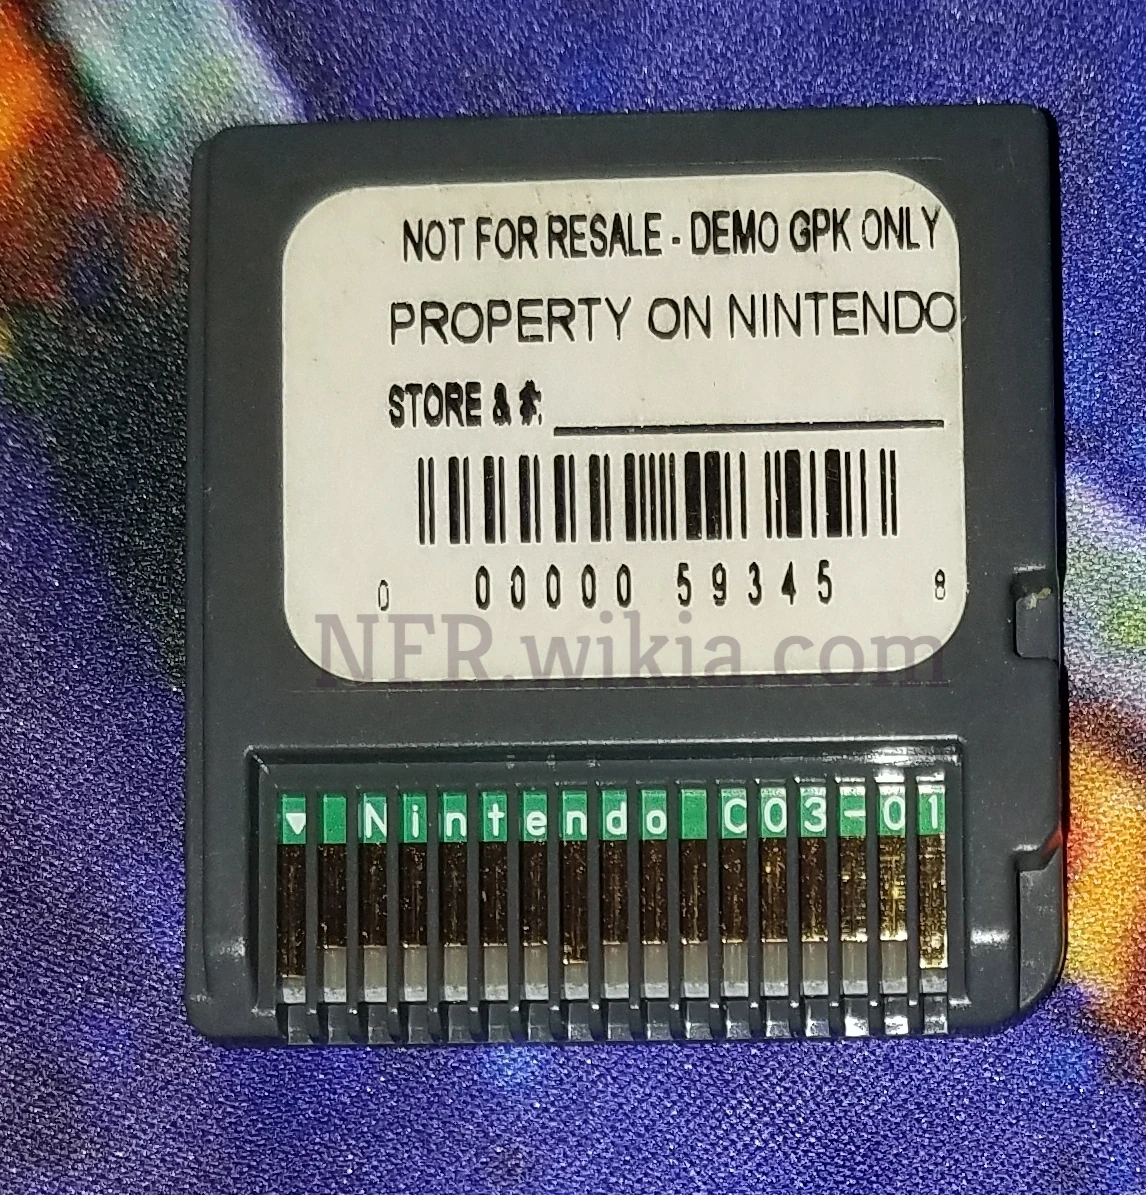 NOT FOR RESALE - DEMO GPK ONLY
PROPERTY ON NINTENDO
STORE & #:
0 00000 59345 8
NFR.wikia.com
▼ Nintendo C03-01